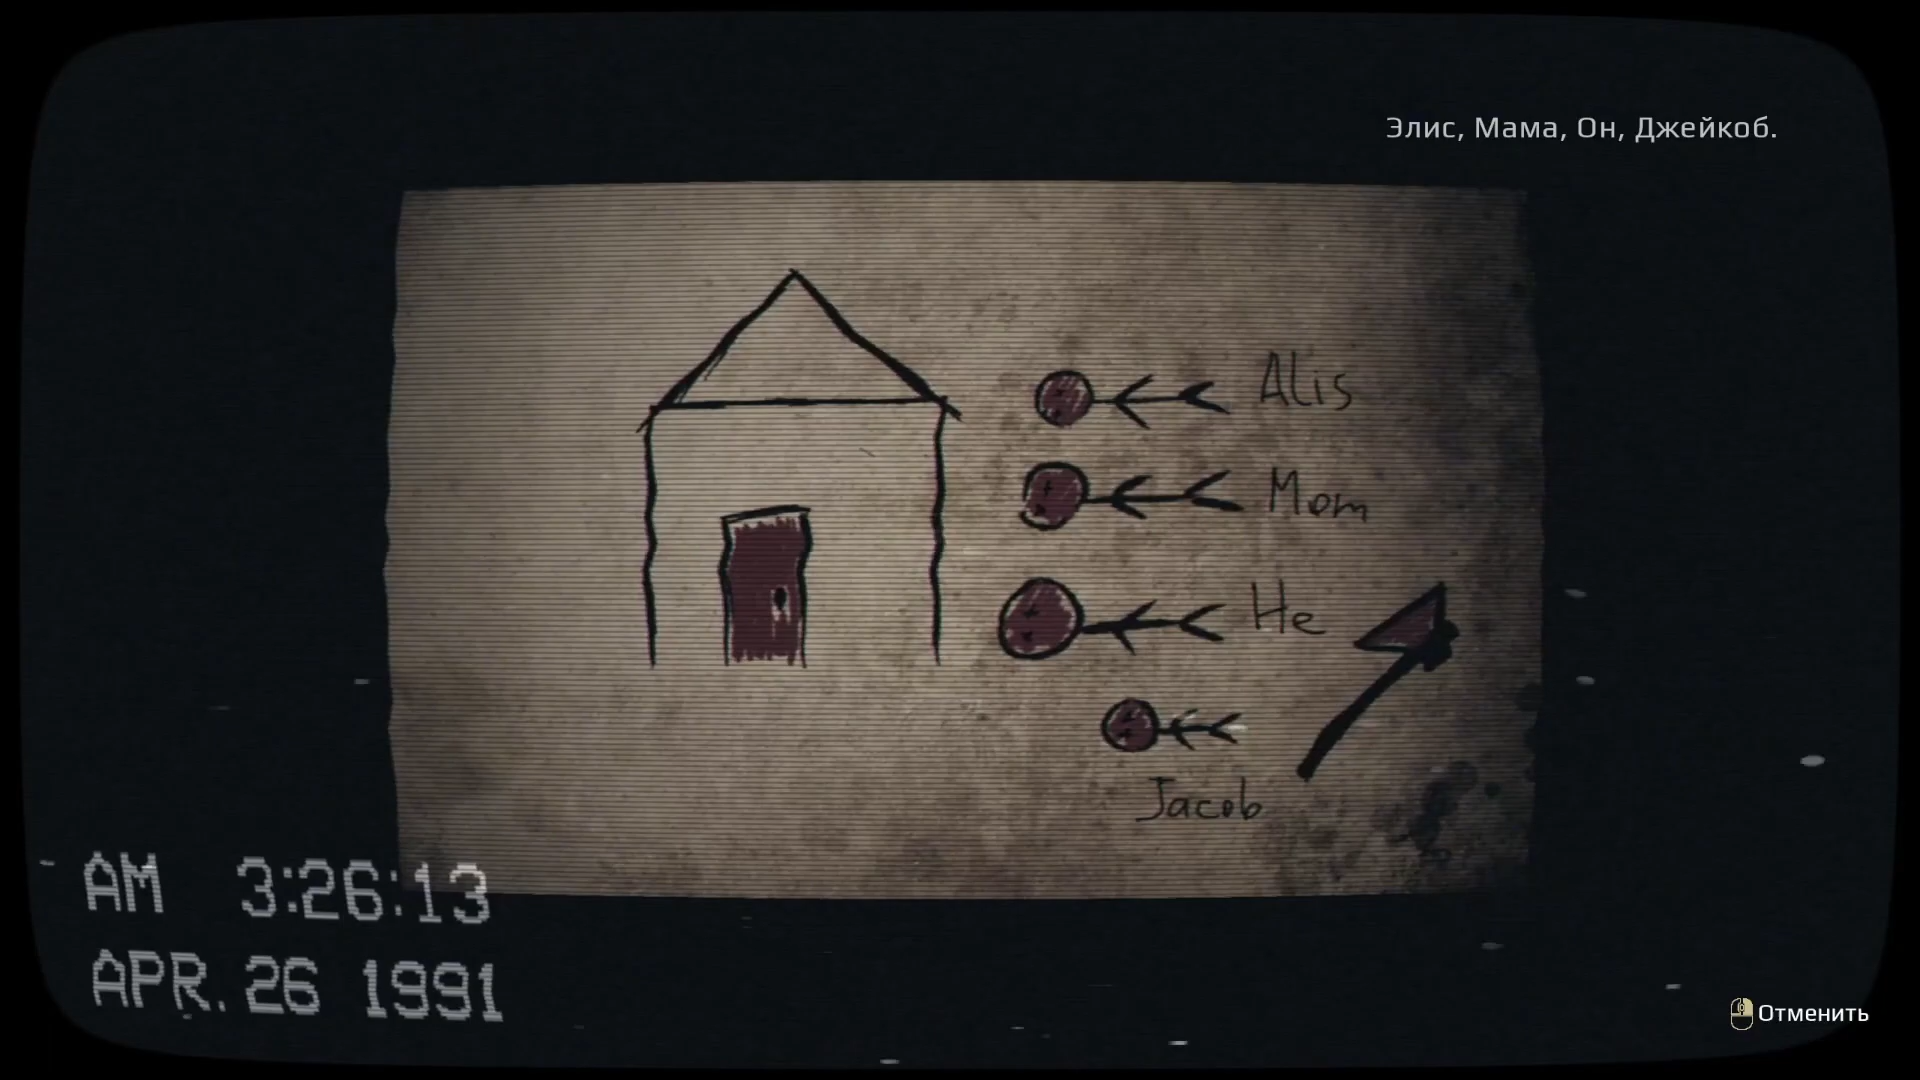 Элис, Мама, Он, Джейкоб.
Alis
Mom
He
Jacob
AM 3:26:13
APR. 26 1991
Отменить